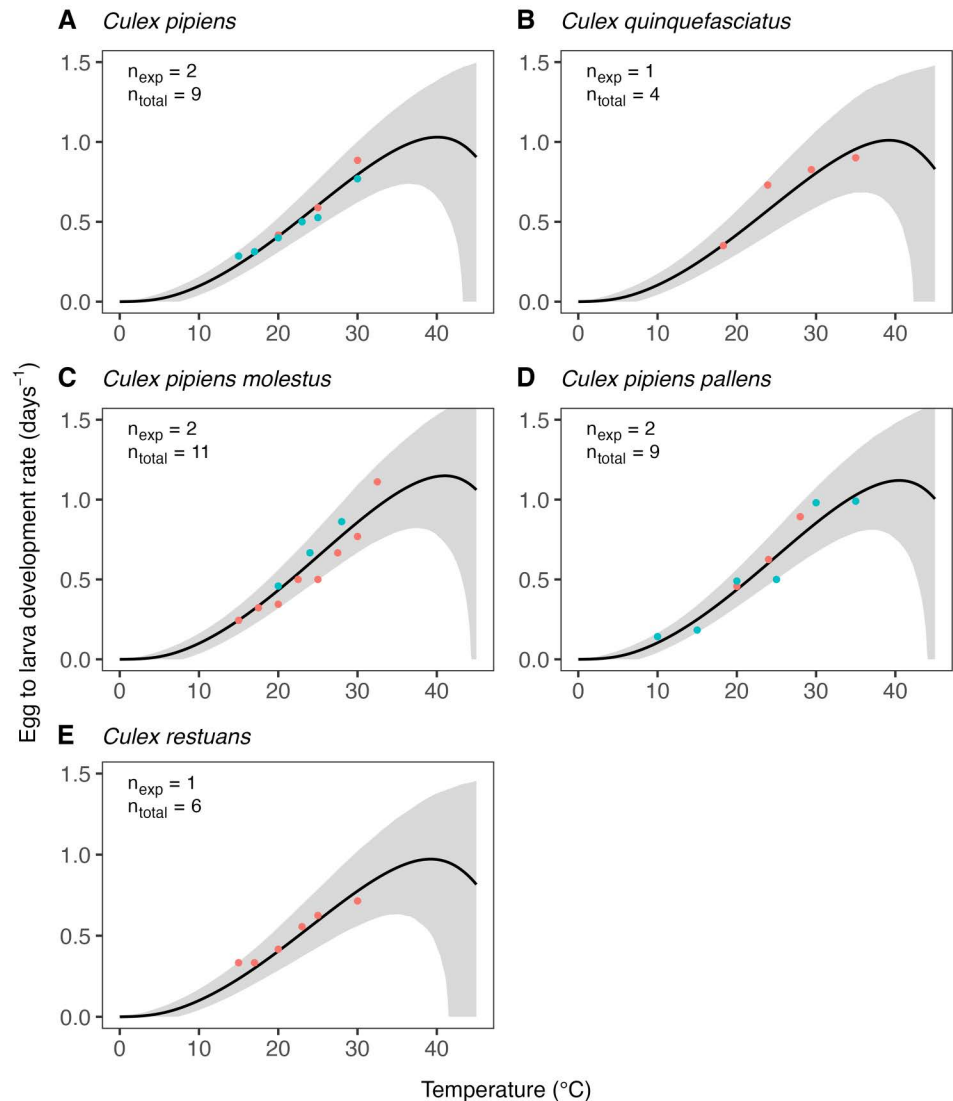 A Culex pipiens
n_exp = 2
n_total = 9
1.5
1.0
0.5
0.0
0 10 20 30 40
B Culex quinquefasciatus
n_exp = 1
n_total = 4
1.5
1.0
0.5
0.0
0 10 20 30 40
C Culex pipiens molestus
n_exp = 2
n_total = 11
1.5
1.0
0.5
0.0
0 10 20 30 40
D Culex pipiens pallens
n_exp = 2
n_total = 9
1.5
1.0
0.5
0.0
0 10 20 30 40
E Culex restuans
n_exp = 1
n_total = 6
1.5
1.0
0.5
0.0
0 10 20 30 40
Egg to larva development rate (days⁻¹)
Temperature (°C)